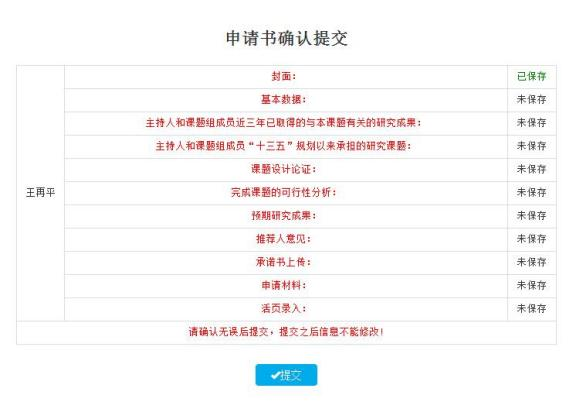 申请书确认提交
封面：
已保存
基本数据：
未保存
主持人和课题组成员近三年已取得的与本课题有关的研究成果：
未保存
主持人和课题组成员“十三五”规划以来承担的研究课题：
未保存
课题设计论证：
未保存
王再平
完成课题的可行性分析：
未保存
预期研究成果：
未保存
推荐人意见：
未保存
承诺书上传：
未保存
申请材料：
未保存
活页录入：
未保存
请确认无误后提交，提交之后信息不能修改！
✔提交